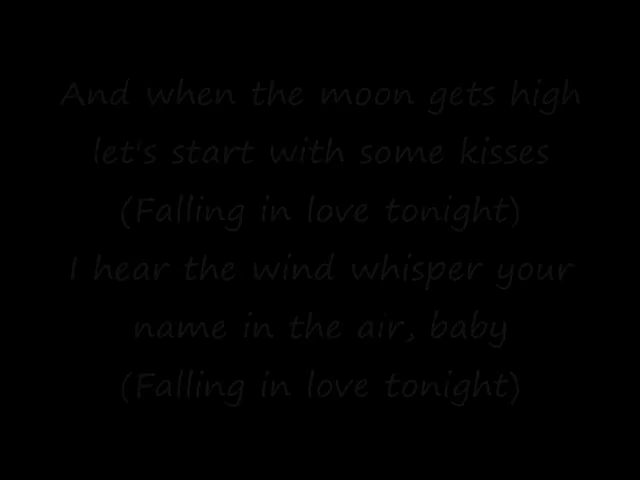 And when the moon gets high
let's start with some kisses
(Falling in love tonight)
I hear the wind whisper your
name in the air, baby
(Falling in love tonight)